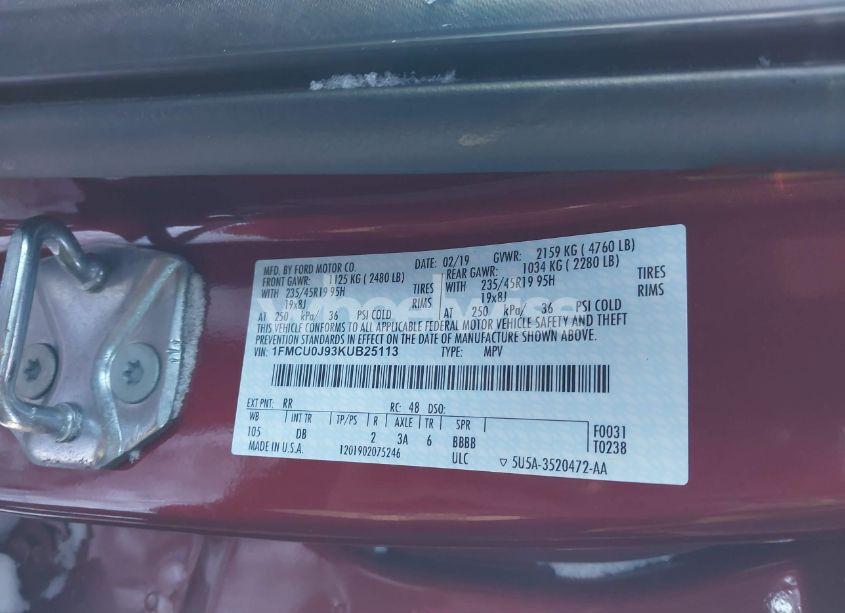 MFD. BY FORD MOTOR CO. DATE: 02/19 GVWR: 2159 KG ( 4760 LB)
FRONT GAWR: 1125 KG ( 2480 LB) REAR GAWR: 1034 KG ( 2280 LB)
WITH 235/45R19 95H TIRES WITH 235/45R19 95H TIRES
19x8J RIMS 19x8J RIMS
AT 250 kPa/ 36 PSI COLD AT 250 kPa/ 36 PSI COLD
THIS VEHICLE CONFORMS TO ALL APPLICABLE FEDERAL MOTOR VEHICLE SAFETY AND THEFT
PREVENTION STANDARDS IN EFFECT ON THE DATE OF MANUFACTURE SHOWN ABOVE.
VIN: 1FMCU0J93KUB25113 TYPE: MPV
EXT PNT: RR RC: 48 DSO:
WB INT TR TP/PS R AXLE TR SPR F0031
105 DB 2 3A 6 BBBB T0238
MADE IN U.S.A. 1201902075246 ULC ▽ 5U5A-3520472-AA